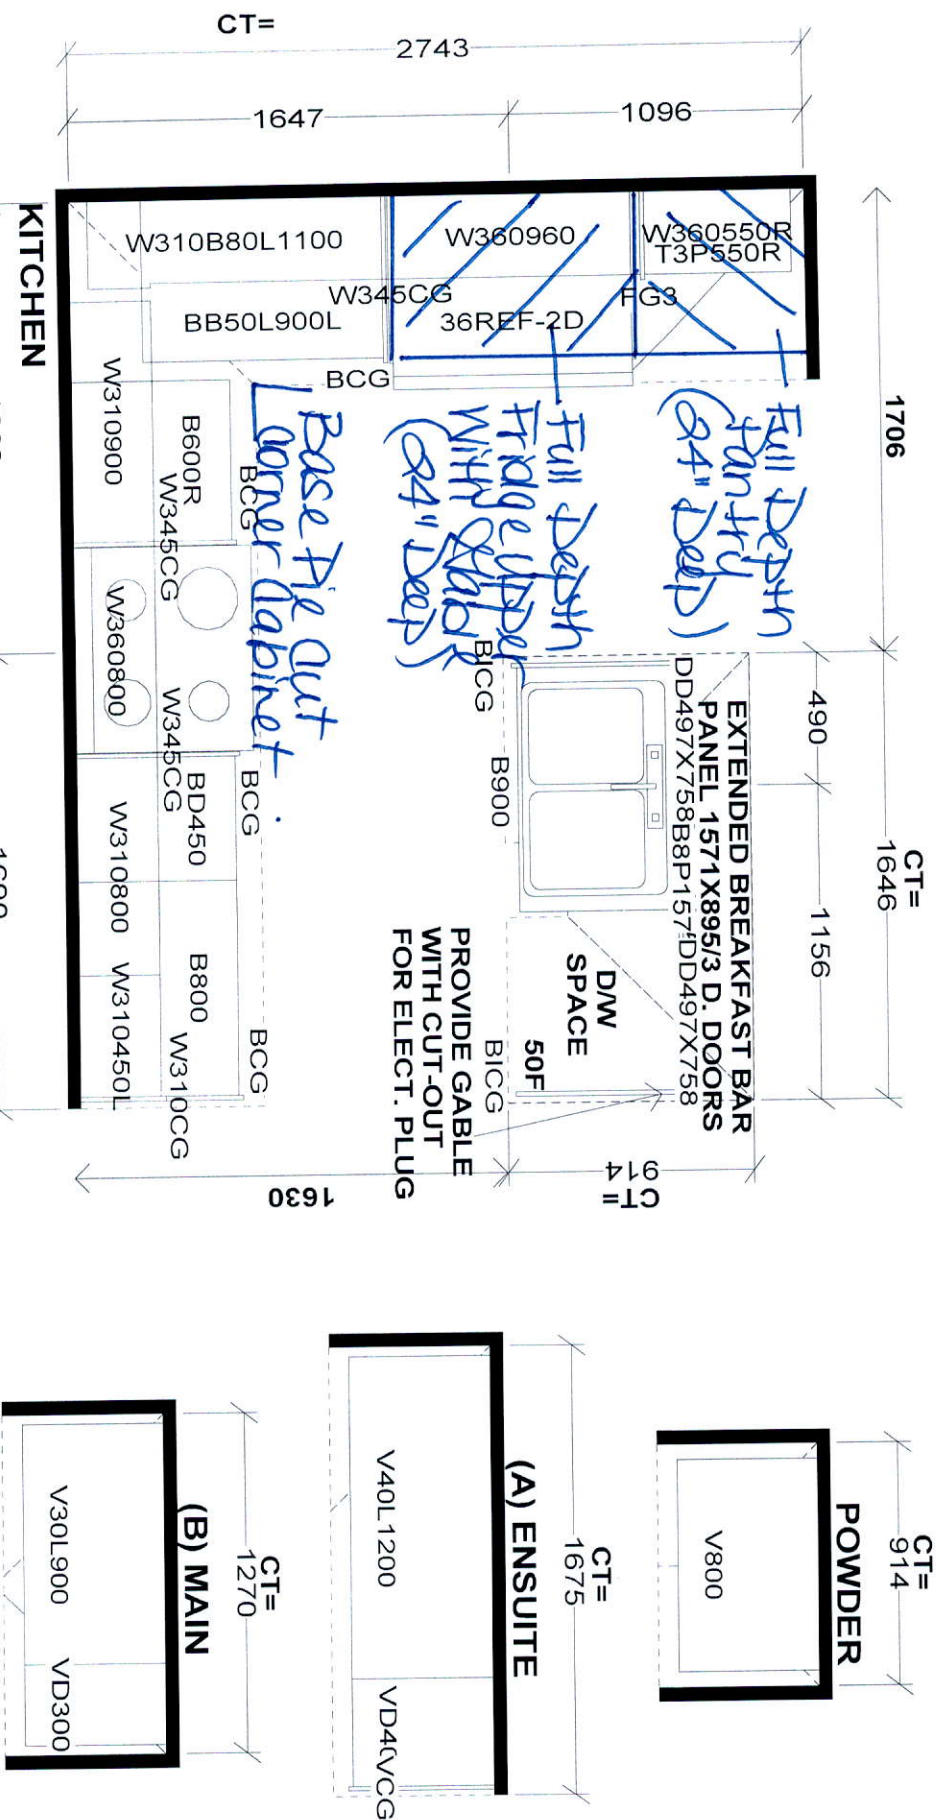 CT=
2743
1647
1096
KITCHEN
W310B80L1100
W360960
W360550R
T3P550R
W345CG
FG3
BB50L900L
36REF-2D
BCG
1706
W310900
B600R
W345CG
BCG
W360800
W345CG
BD450
BCG
W310800
B800
W310450L
W310CG
BCG
Full Depth
Pantry
(24" Deep)
Full Depth
Fridge Upper
With Gable
(24" Deep)
Base Pie Cut
Corner Cabinet.
BICG
B900
490
1156
CT=
1646
EXTENDED BREAKFAST BAR
PANEL 1571X895/3 D. DOORS
DD497X758B8P157'DD497X758
D/W
SPACE
50F
BICG
PROVIDE GABLE
WITH CUT-OUT
FOR ELECT. PLUG
1630
914
CT=
CT=
914
POWDER
V800
CT=
1675
(A) ENSUITE
V40L1200
VD40VCG
CT=
1270
(B) MAIN
V30L900
VD300